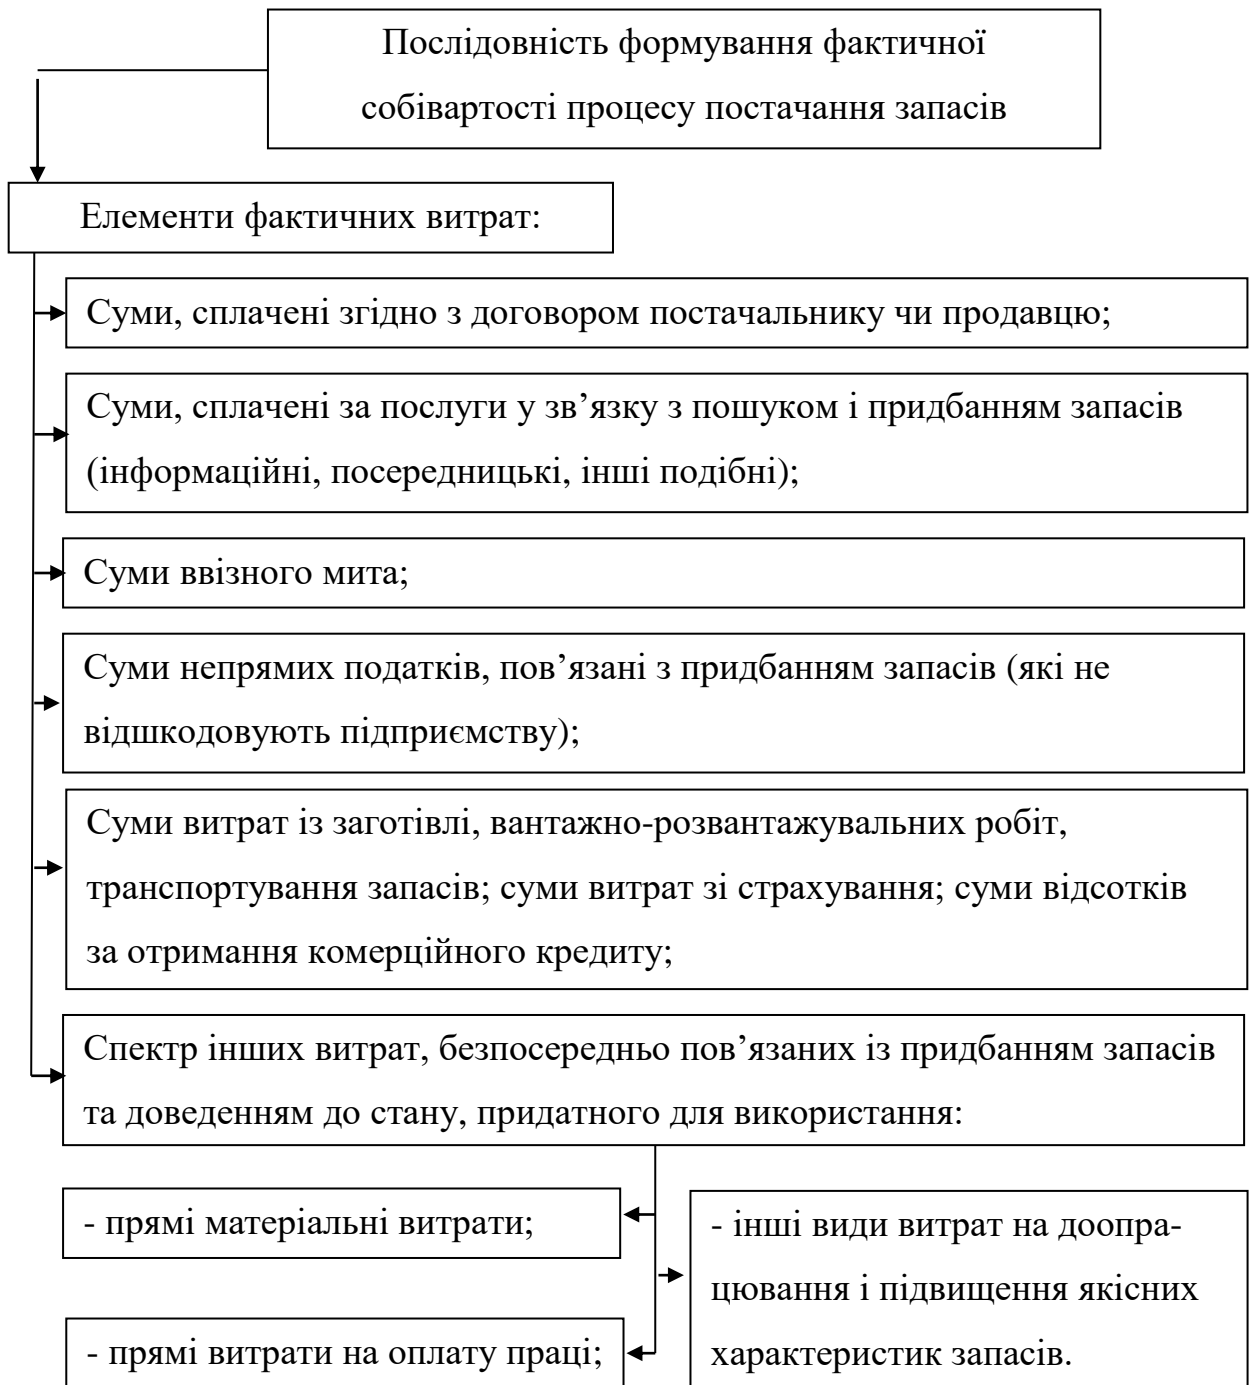 Послідовність формування фактичної
собівартості процесу постачання запасів
Елементи фактичних витрат:
Суми, сплачені згідно з договором постачальнику чи продавцю;
Суми, сплачені за послуги у зв’язку з пошуком і придбанням запасів
(інформаційні, посередницькі, інші подібні);
Суми ввізного мита;
Суми непрямих податків, пов’язані з придбанням запасів (які не
відшкодовують підприємству);
Суми витрат із заготівлі, вантажно-розвантажувальних робіт,
транспортування запасів; суми витрат зі страхування; суми відсотків
за отримання комерційного кредиту;
Спектр інших витрат, безпосередньо пов’язаних із придбанням запасів
та доведенням до стану, придатного для використання:
- прямі матеріальні витрати;
- прямі витрати на оплату праці;
- інші види витрат на доопра-
цювання і підвищення якісних
характеристик запасів.